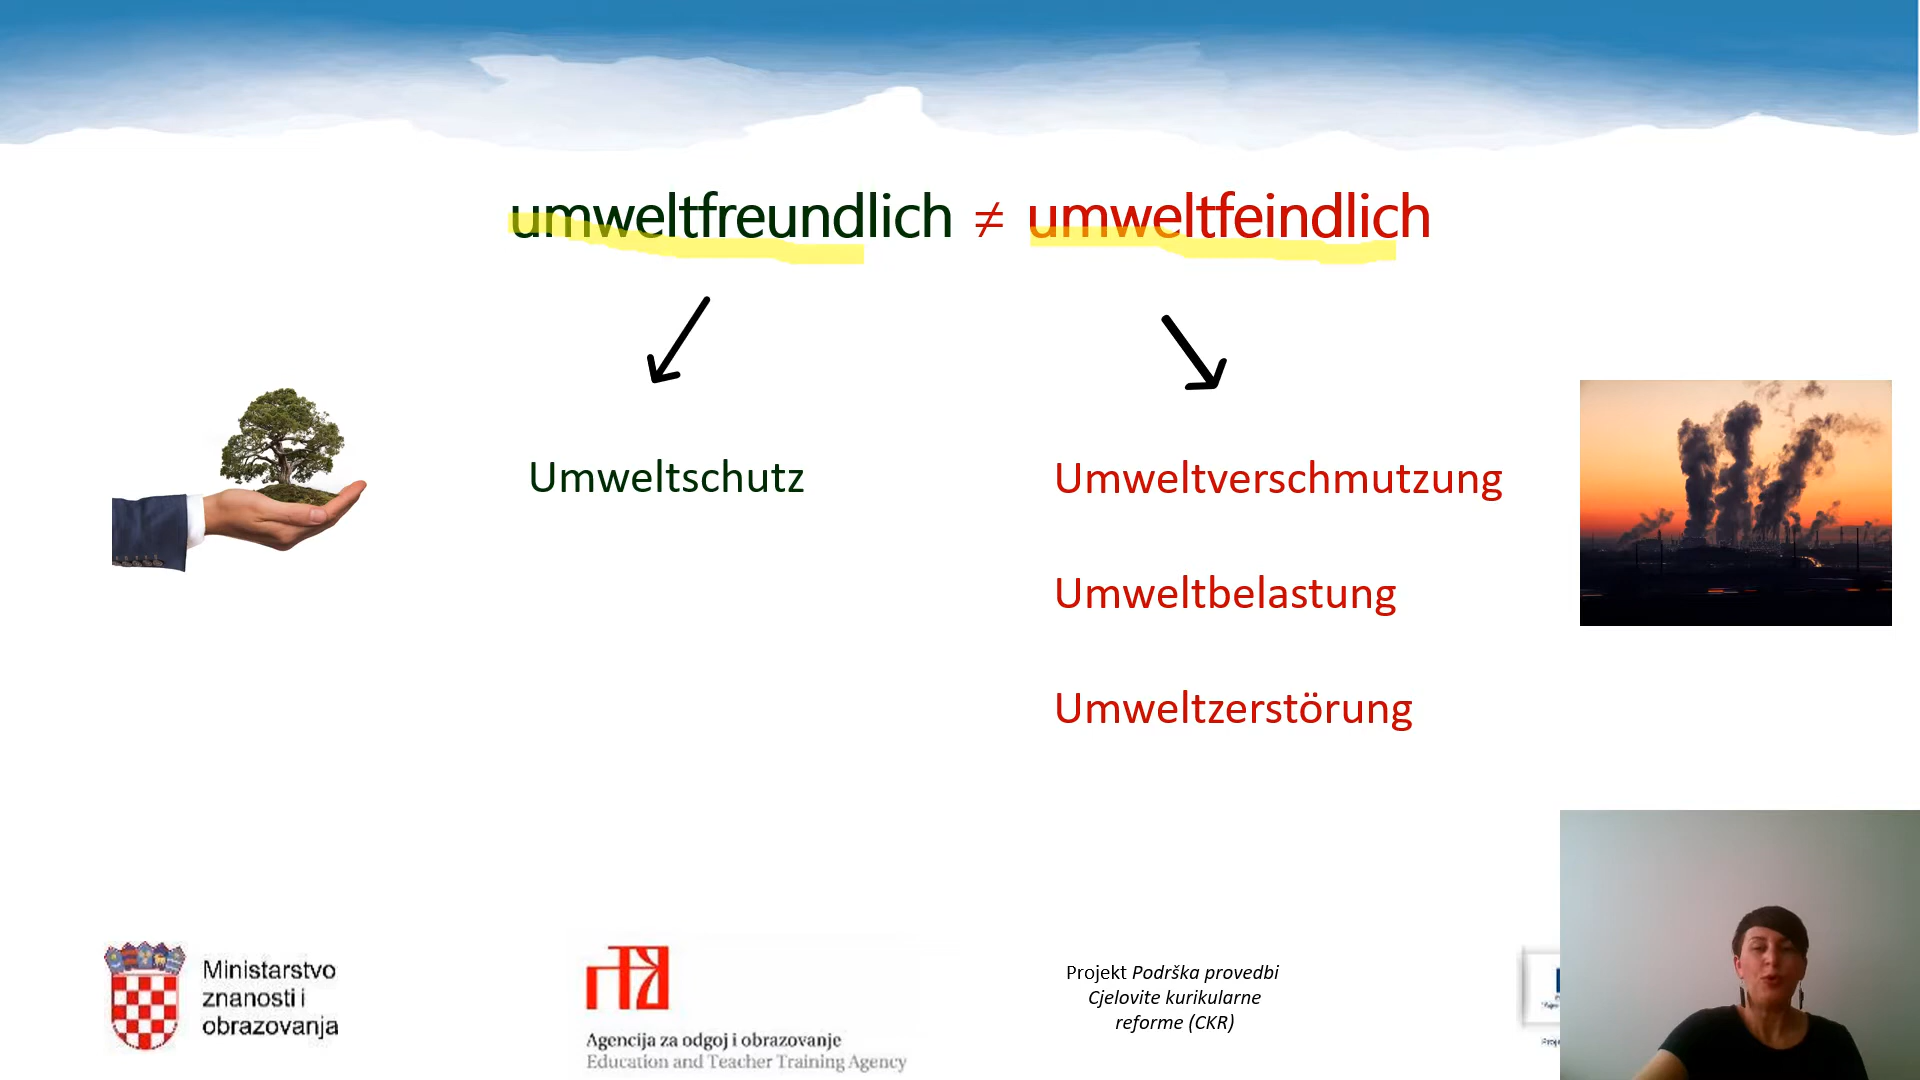 umweltfreundlich ≠ umweltfeindlich
Umweltschutz
Umweltverschmutzung
Umweltbelastung
Umweltzerstörung
Ministarstvo
znanosti i
obrazovanja
Agencija za odgoj i obrazovanje
Education and Teacher Training Agency
Projekt Podrška provedbi
Cjelovite kurikularne
reforme (CKR)